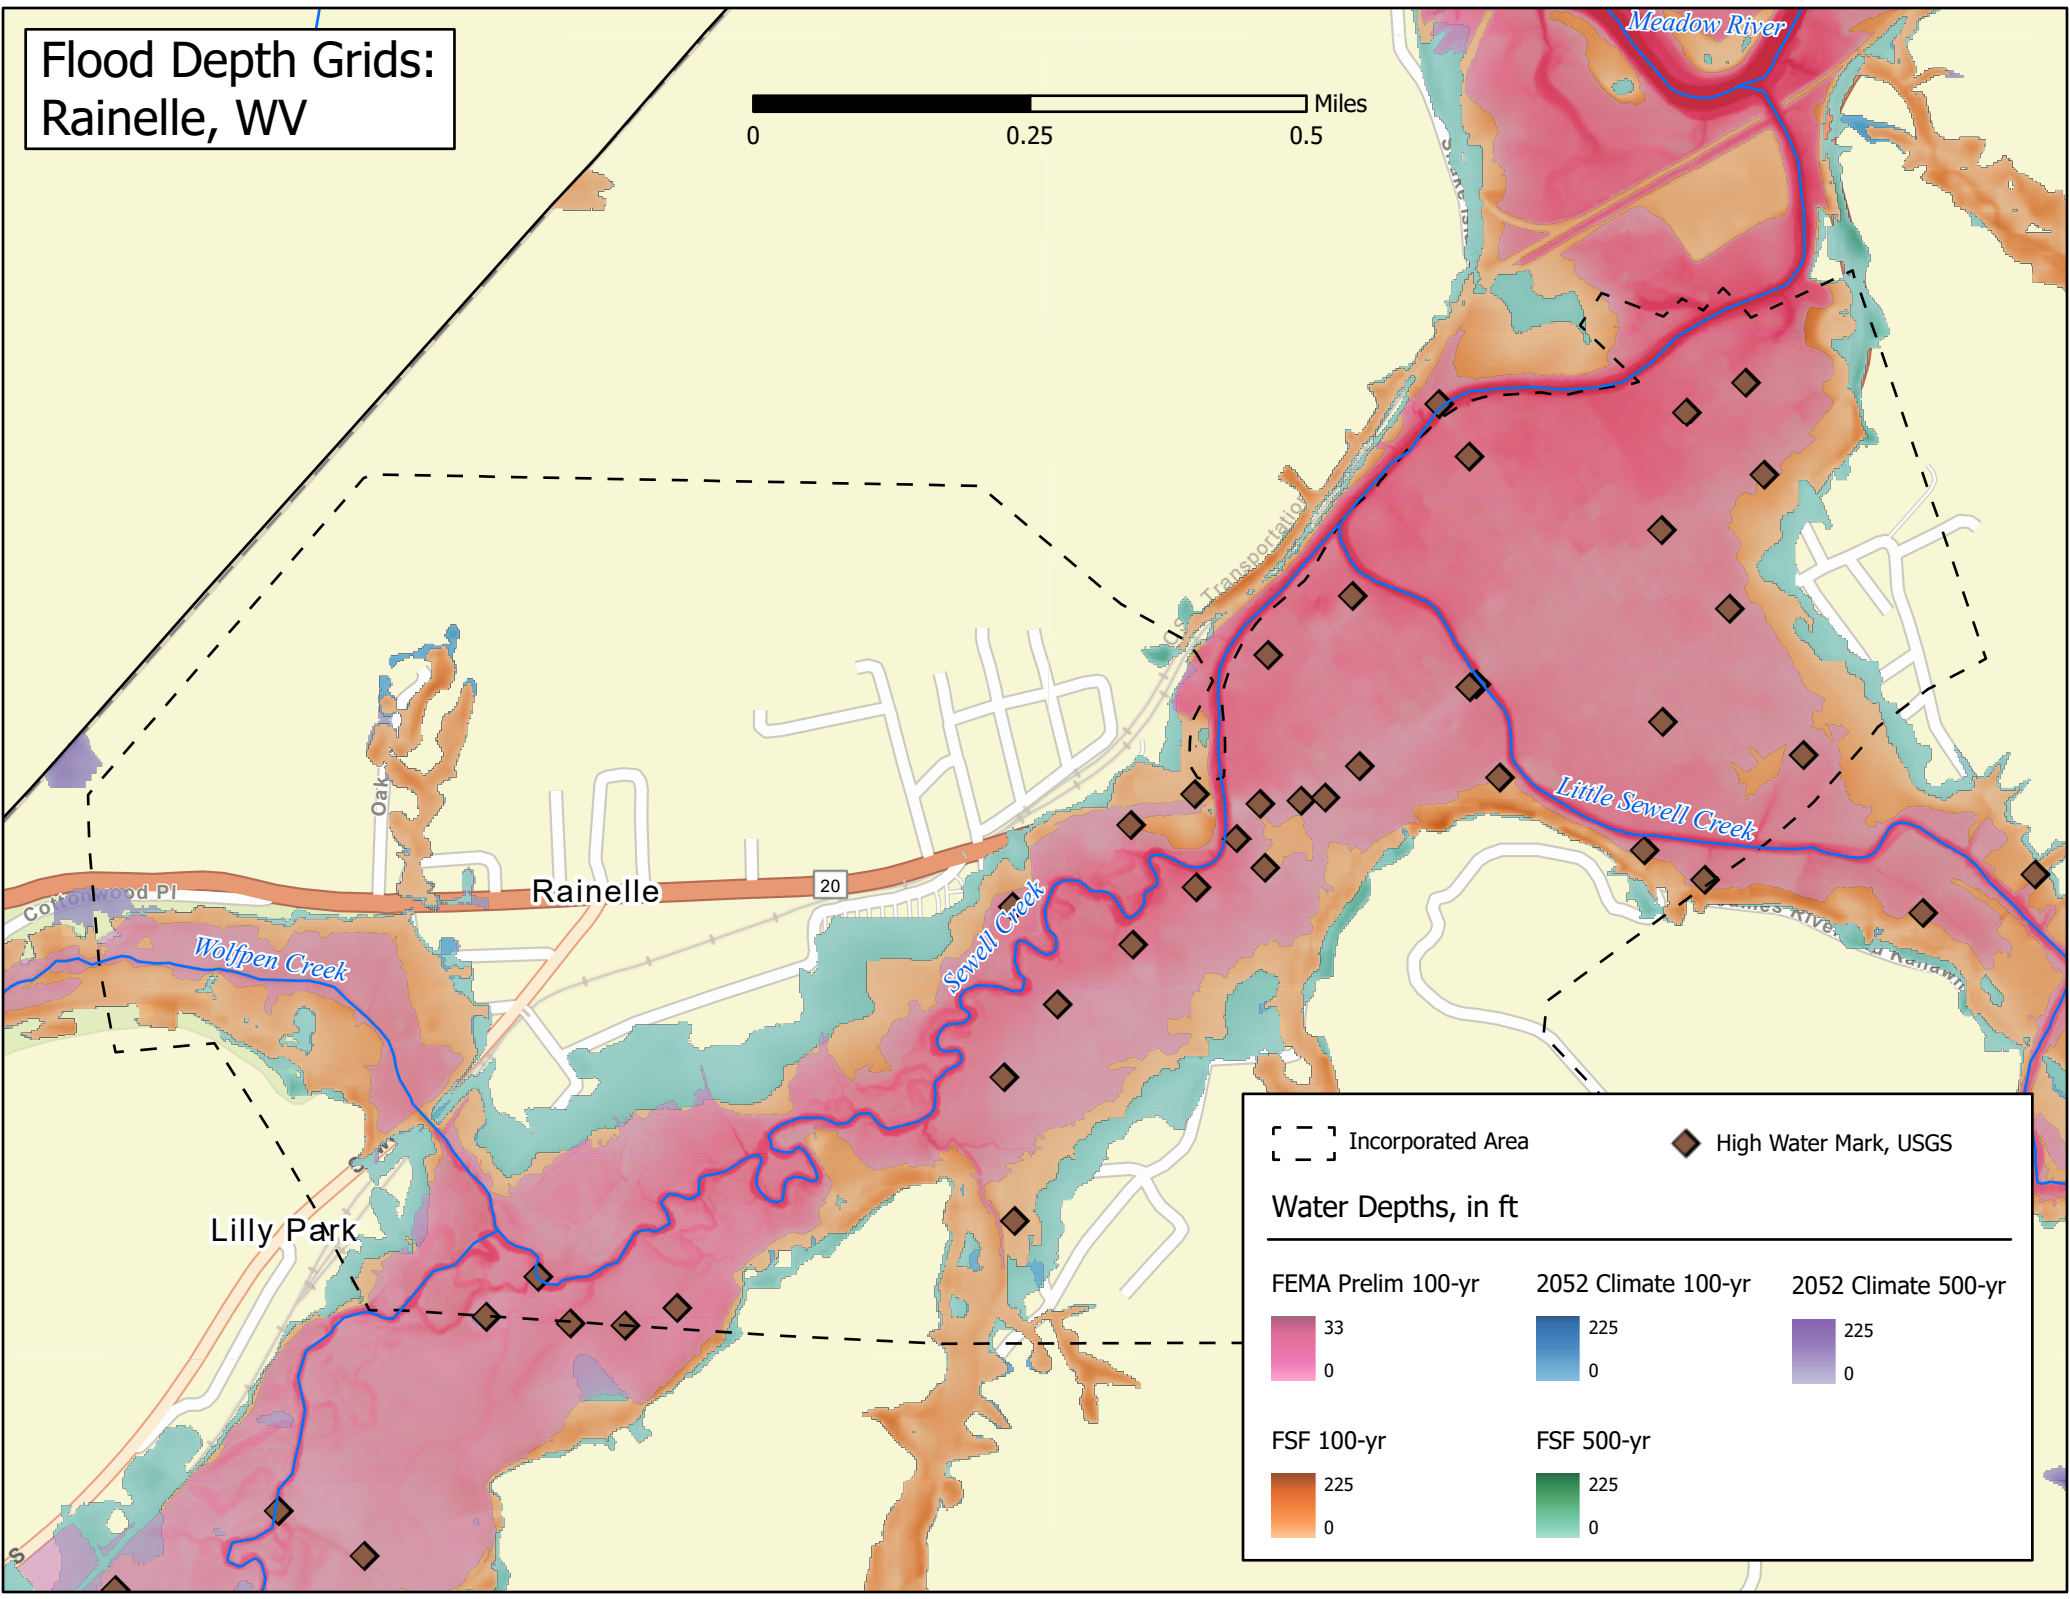 Flood Depth Grids:
Rainelle, WV
Meadow River
Miles
0
0.25
0.5
Transportation
Oak
Little Sewell Creek
Rainelle
20
Cottonwood Pl
Sewell Creek
Wolfpen Creek
Lilly Park
Incorporated Area
High Water Mark, USGS
Water Depths, in ft
FEMA Prelim 100-yr
2052 Climate 100-yr
2052 Climate 500-yr
33
0
225
0
225
0
FSF 100-yr
FSF 500-yr
225
0
225
0
S